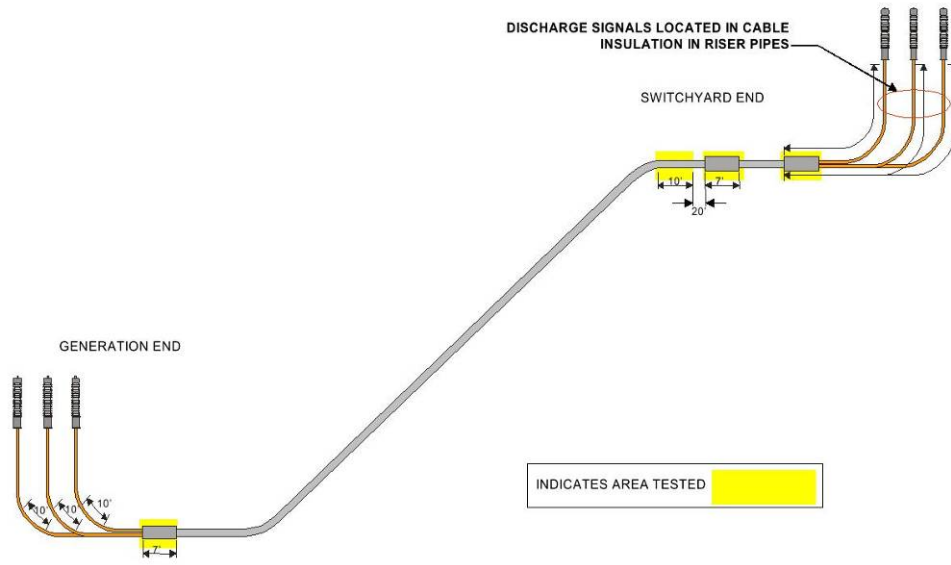 DISCHARGE SIGNALS LOCATED IN CABLE
INSULATION IN RISER PIPES
SWITCHYARD END
10'
7'
20'
GENERATION END
10'
10'
10'
7'
INDICATES AREA TESTED